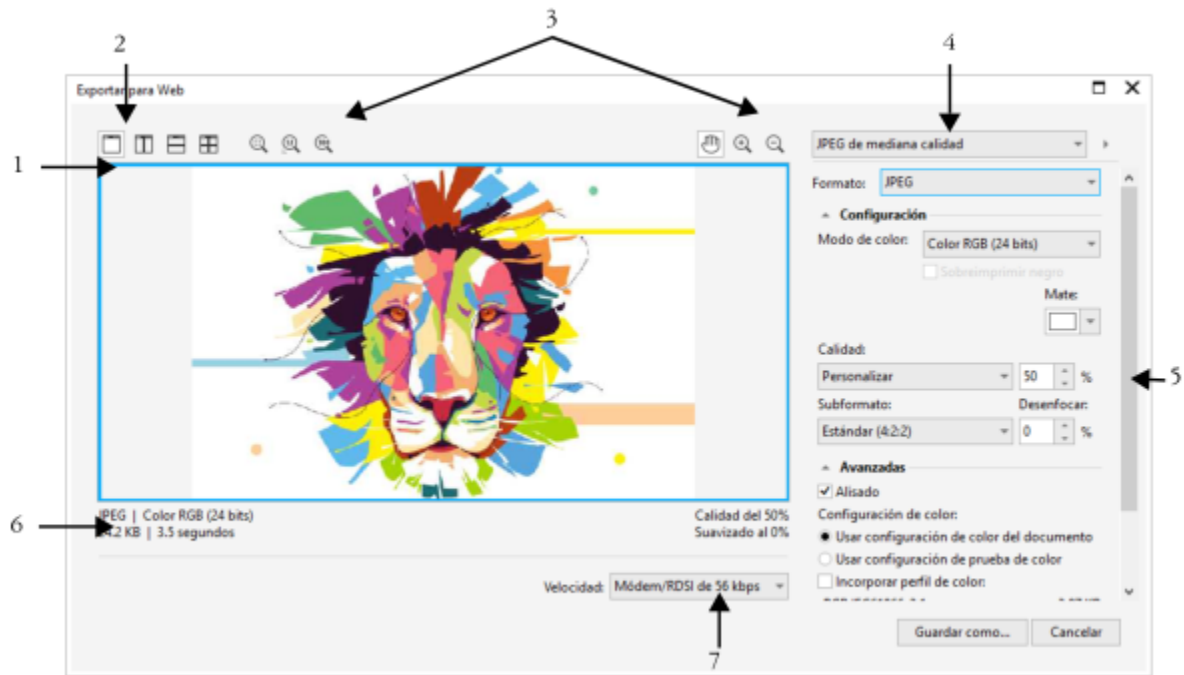 3
2
4
Exportar para Web
JPEG de mediana calidad
1
Formato: JPEG
Configuración
Modo de color: Color RGB (24 bits)
Sobreimprimir negro
Mate:
Calidad:
Personalizar 50 %
5
Subformato: Desenfocar:
Estándar (4:2:2) 0 %
Avanzadas
Alisado
JPEG | Color RGB (24 bits) Calidad del 50%
Configuración de color:
6
KB | 3.5 segundos Suavizado al 0%
Usar configuración de color del documento
Usar configuración de prueba de color
Velocidad: Módem/RDSI de 56 kbps
Incorporar perfil de color:
Guardar como... Cancelar
7